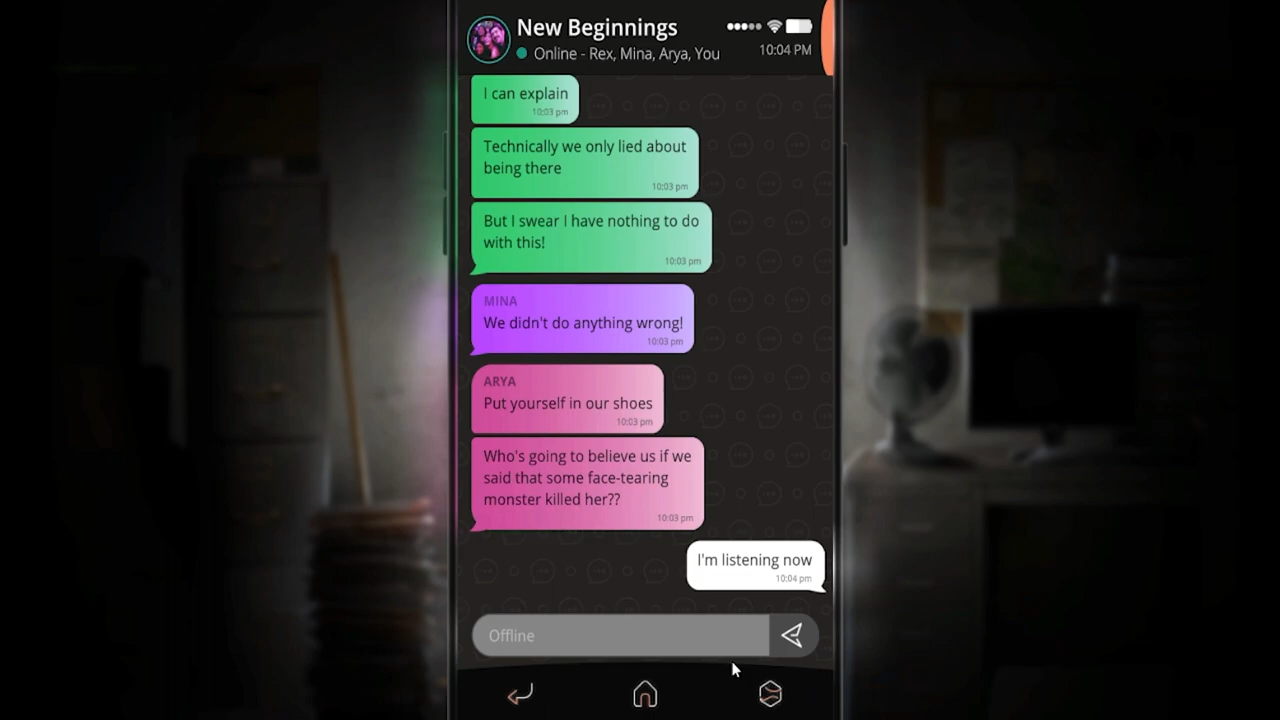 New Beginnings
Online - Rex, Mina, Arya, You
10:04 PM
I can explain
10:03 pm
Technically we only lied about
being there
10:03 pm
But I swear I have nothing to do
with this!
10:03 pm
MINA
We didn't do anything wrong!
10:03 pm
ARYA
Put yourself in our shoes
10:03 pm
Who's going to believe us if we
said that some face-tearing
monster killed her??
10:03 pm
I'm listening now
10:04 pm
Offline